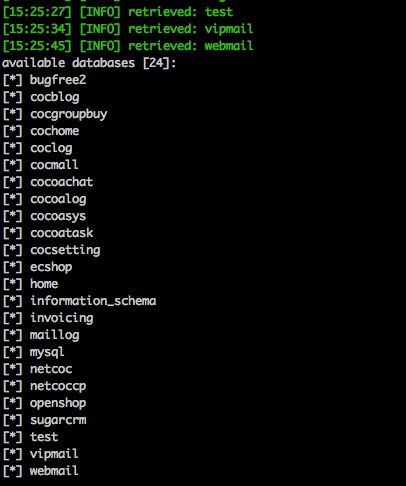 [15:25:27] [INFO] retrieved: test
[15:25:34] [INFO] retrieved: vipmail
[15:25:45] [INFO] retrieved: webmail
available databases [24]:
[*] bugfree2
[*] cocblog
[*] cocgroupbuy
[*] cochome
[*] coclog
[*] cocmall
[*] cocoachat
[*] cocoalog
[*] cocoasys
[*] cocoatask
[*] cocsetting
[*] ecshop
[*] home
[*] information_schema
[*] invoicing
[*] maillog
[*] mysql
[*] netcoc
[*] netcoccp
[*] openshop
[*] sugarcrm
[*] test
[*] vipmail
[*] webmail